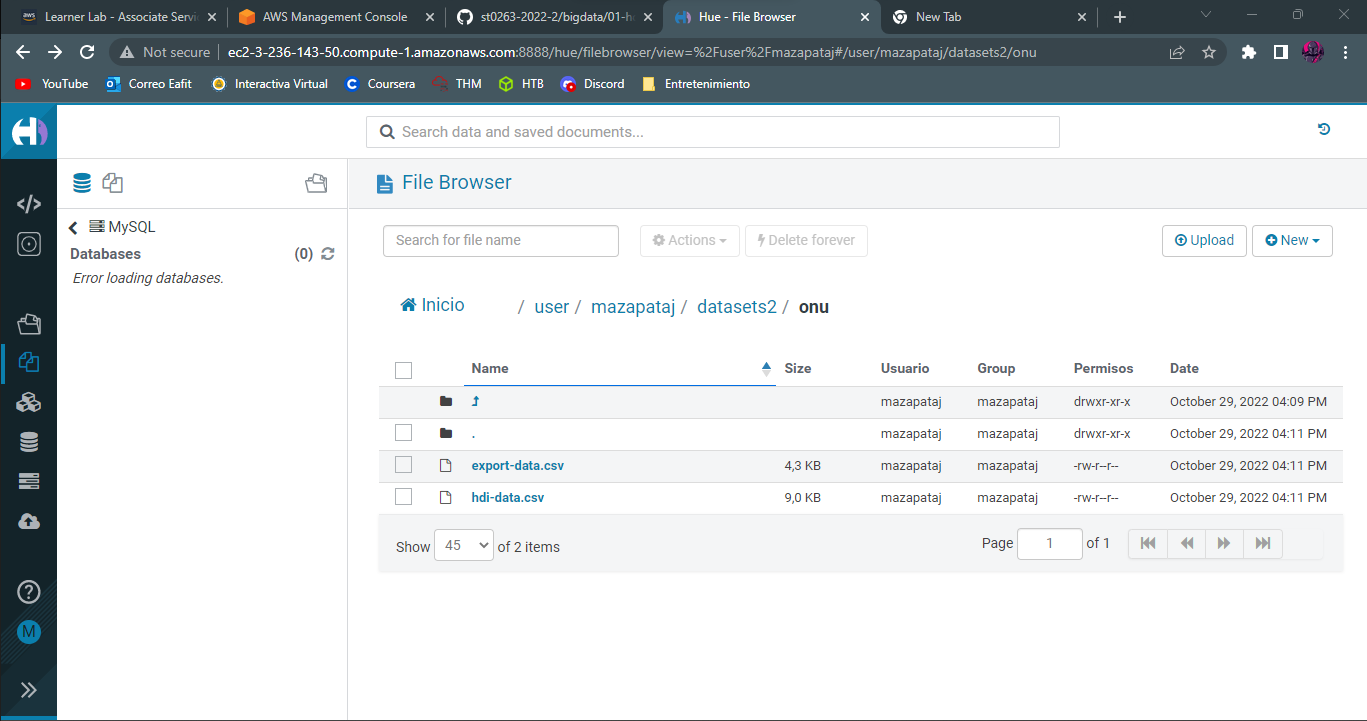 Learner Lab - Associate Servi
AWS Management Console
st0263-2022-2/bigdata/01-h
Hue - File Browser
New Tab
Not secure
ec2-3-236-143-50.compute-1.amazonaws.com:8888/hue/filebrowser/view=%2Fuser%2Fmazapataj#/user/mazapataj/datasets2/onu
YouTube
Correo Eafit
Interactiva Virtual
Coursera
THM
HTB
Discord
Entretenimiento
Search data and saved documents...
File Browser
MySQL
Databases (0)
Error loading databases.
Search for file name
Actions
Delete forever
Upload
New
Inicio / user / mazapataj / datasets2 / onu
Name Size Usuario Group Permisos Date
mazapataj mazapataj drwxr-xr-x October 29, 2022 04:09 PM
. mazapataj mazapataj drwxr-xr-x October 29, 2022 04:11 PM
export-data.csv 4,3 KB mazapataj mazapataj -rw-r--r-- October 29, 2022 04:11 PM
hdi-data.csv 9,0 KB mazapataj mazapataj -rw-r--r-- October 29, 2022 04:11 PM
Show 45 of 2 items
Page 1 of 1
M